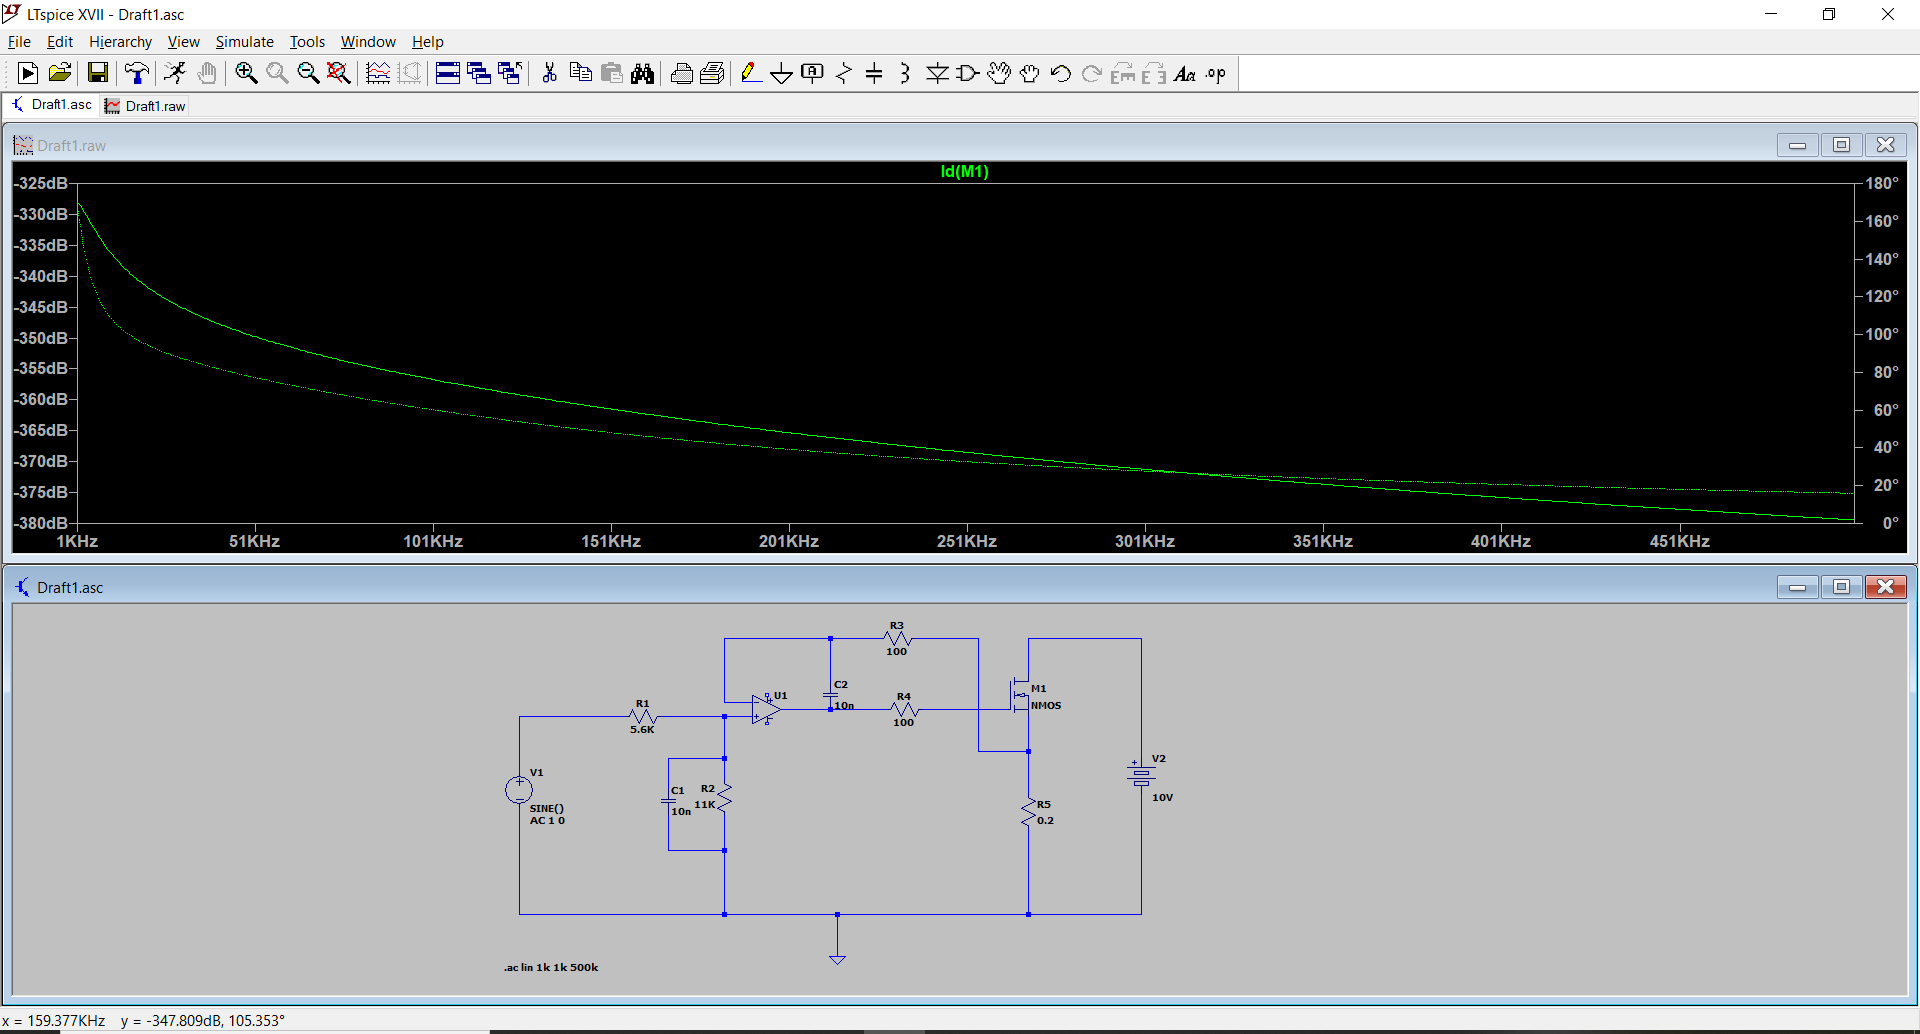 LTspice XVII - Draft1.asc
File Edit Hierarchy View Simulate Tools Window Help
Draft1.asc Draft1.raw
Draft1.raw
Id(M1)
-325dB 180°
-330dB 160°
-335dB
-340dB 140°
-345dB 120°
-350dB 100°
-355dB
-360dB 80°
-365dB 60°
-370dB 40°
-375dB 20°
-380dB 0°
1KHz 51KHz 101KHz 151KHz 201KHz 251KHz 301KHz 351KHz 401KHz 451KHz
Draft1.asc
R3
100
C2
10n
U1
R4
100
M1
NMOS
R1
5.6K
V1
SINE()
AC 1 0
C1
10n
R2
11K
R5
0.2
V2
10V
.ac lin 1k 1k 500k
x = 159.377KHz y = -347.809dB, 105.353°